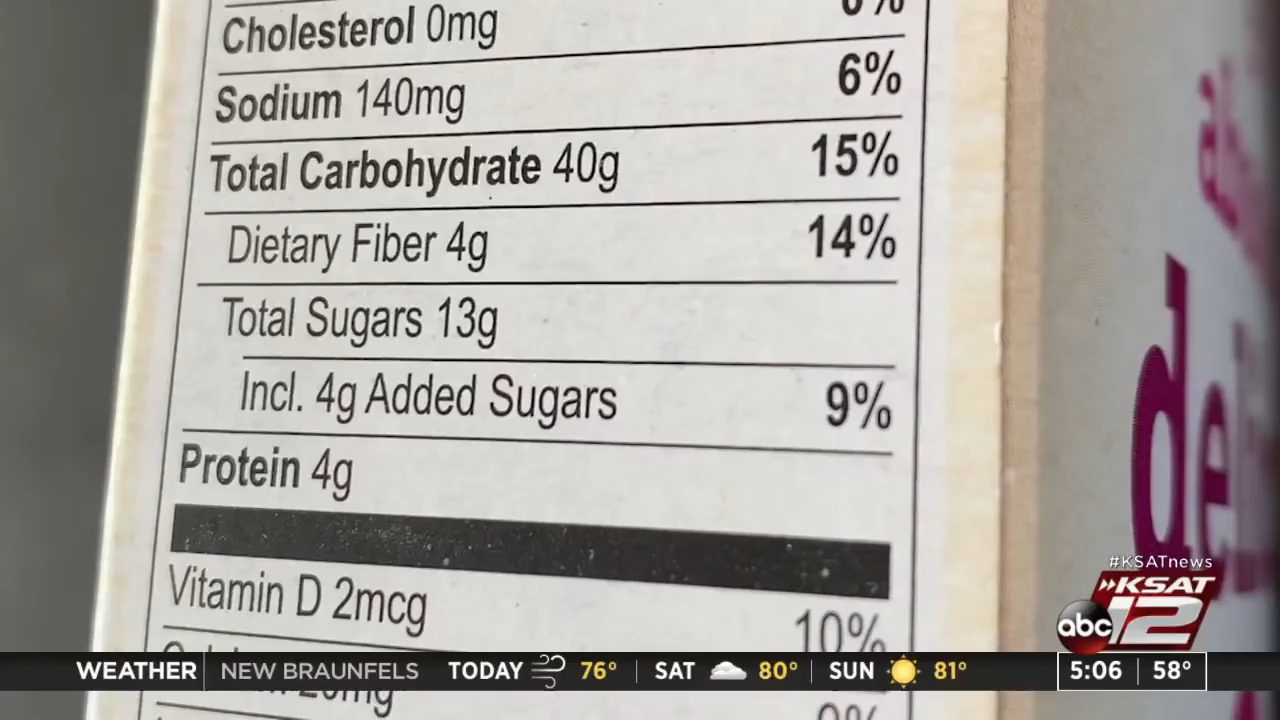 Cholesterol 0mg 0%
Sodium 140mg 6%
Total Carbohydrate 40g 15%
Dietary Fiber 4g 14%
Total Sugars 13g
Incl. 4g Added Sugars 9%
Protein 4g
Vitamin D 2mcg 10%
0%
#KSATnews
»KSAT
abc 12
WEATHER NEW BRAUNFELS TODAY 76° SAT 80° SUN 81° 5:06 58°